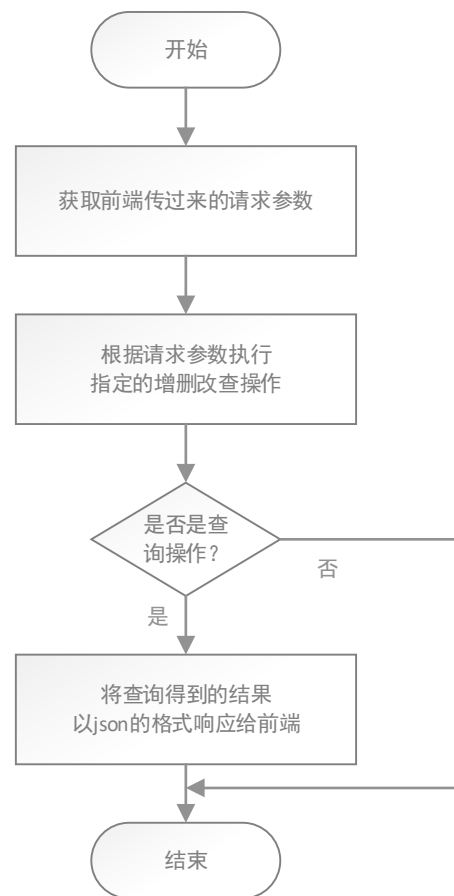 开始
获取前端传过来的请求参数
根据请求参数执行
指定的增删改查操作
是否是查
询操作？
否
是
将查询得到的结果
以json的格式响应给前端
结束